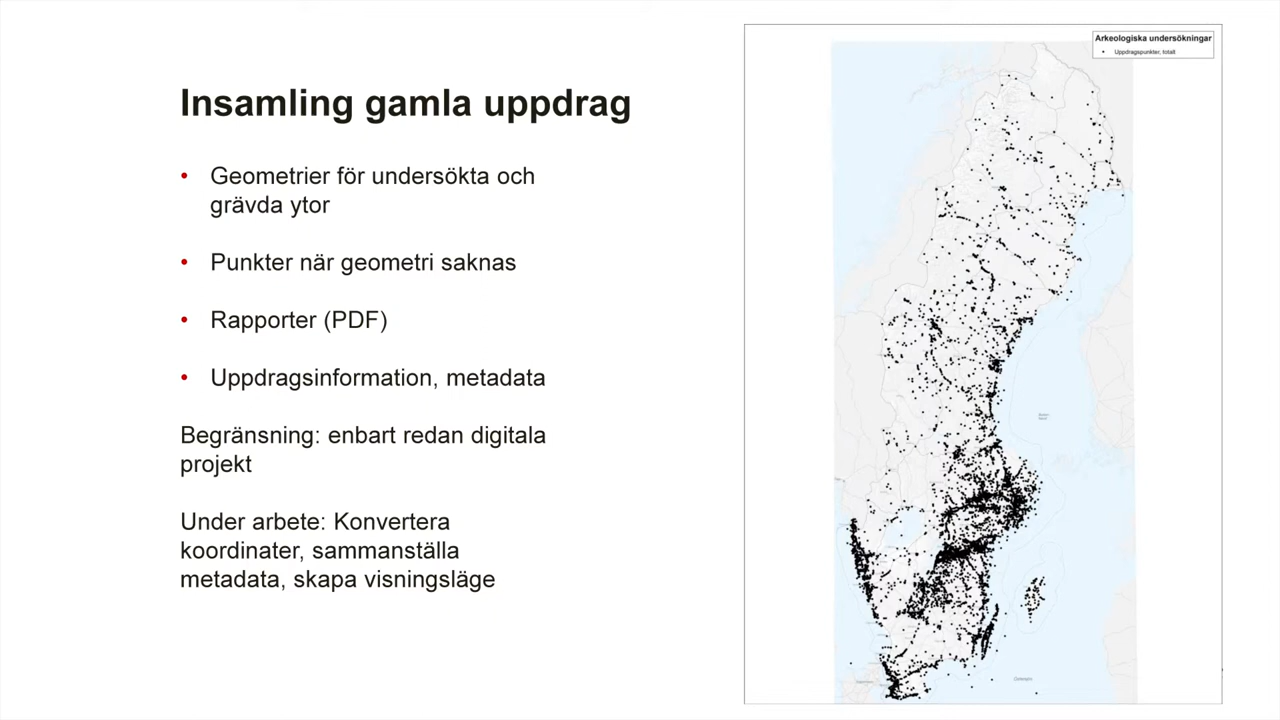 Insamling gamla uppdrag
• Geometrier för undersökta och
grävda ytor
• Punkter när geometri saknas
• Rapporter (PDF)
• Uppdragsinformation, metadata
Begränsning: enbart redan digitala
projekt
Under arbete: Konvertera
koordinater, sammanställa
metadata, skapa visningsläge
Arkeologiska undersökningar
• Uppdragspunkter, totalt